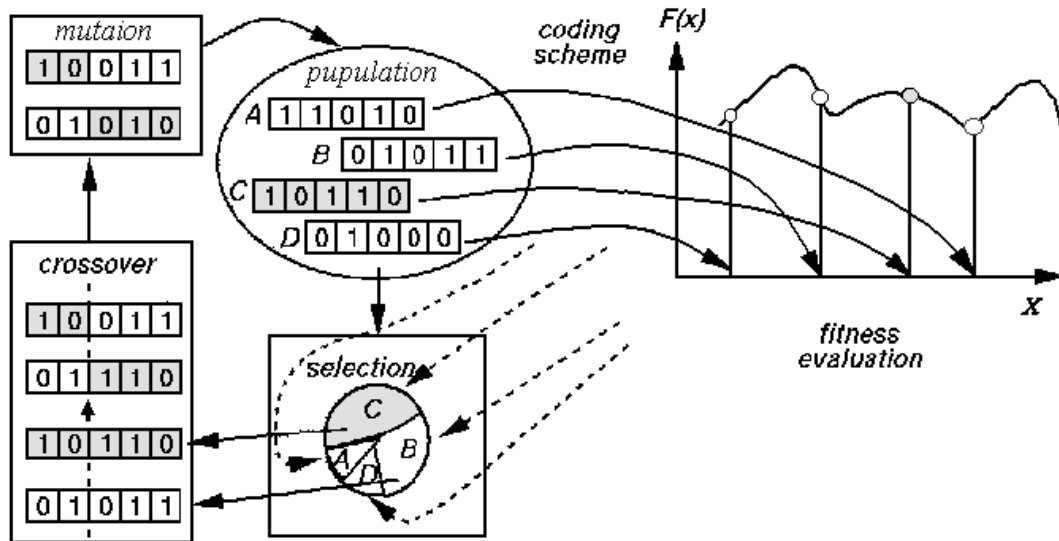 mutaion
1 0 0 1 1
0 1 0 1 0
pupulation
A 1 1 0 1 0
B 0 1 0 1 1
C 1 0 1 1 0
D 0 1 0 0 0
coding
scheme
F(x)
X
fitness
evaluation
crossover
1 0 0 1 1
0 1 1 1 0
1 0 1 1 0
0 1 0 1 1
selection
C
B
A
D